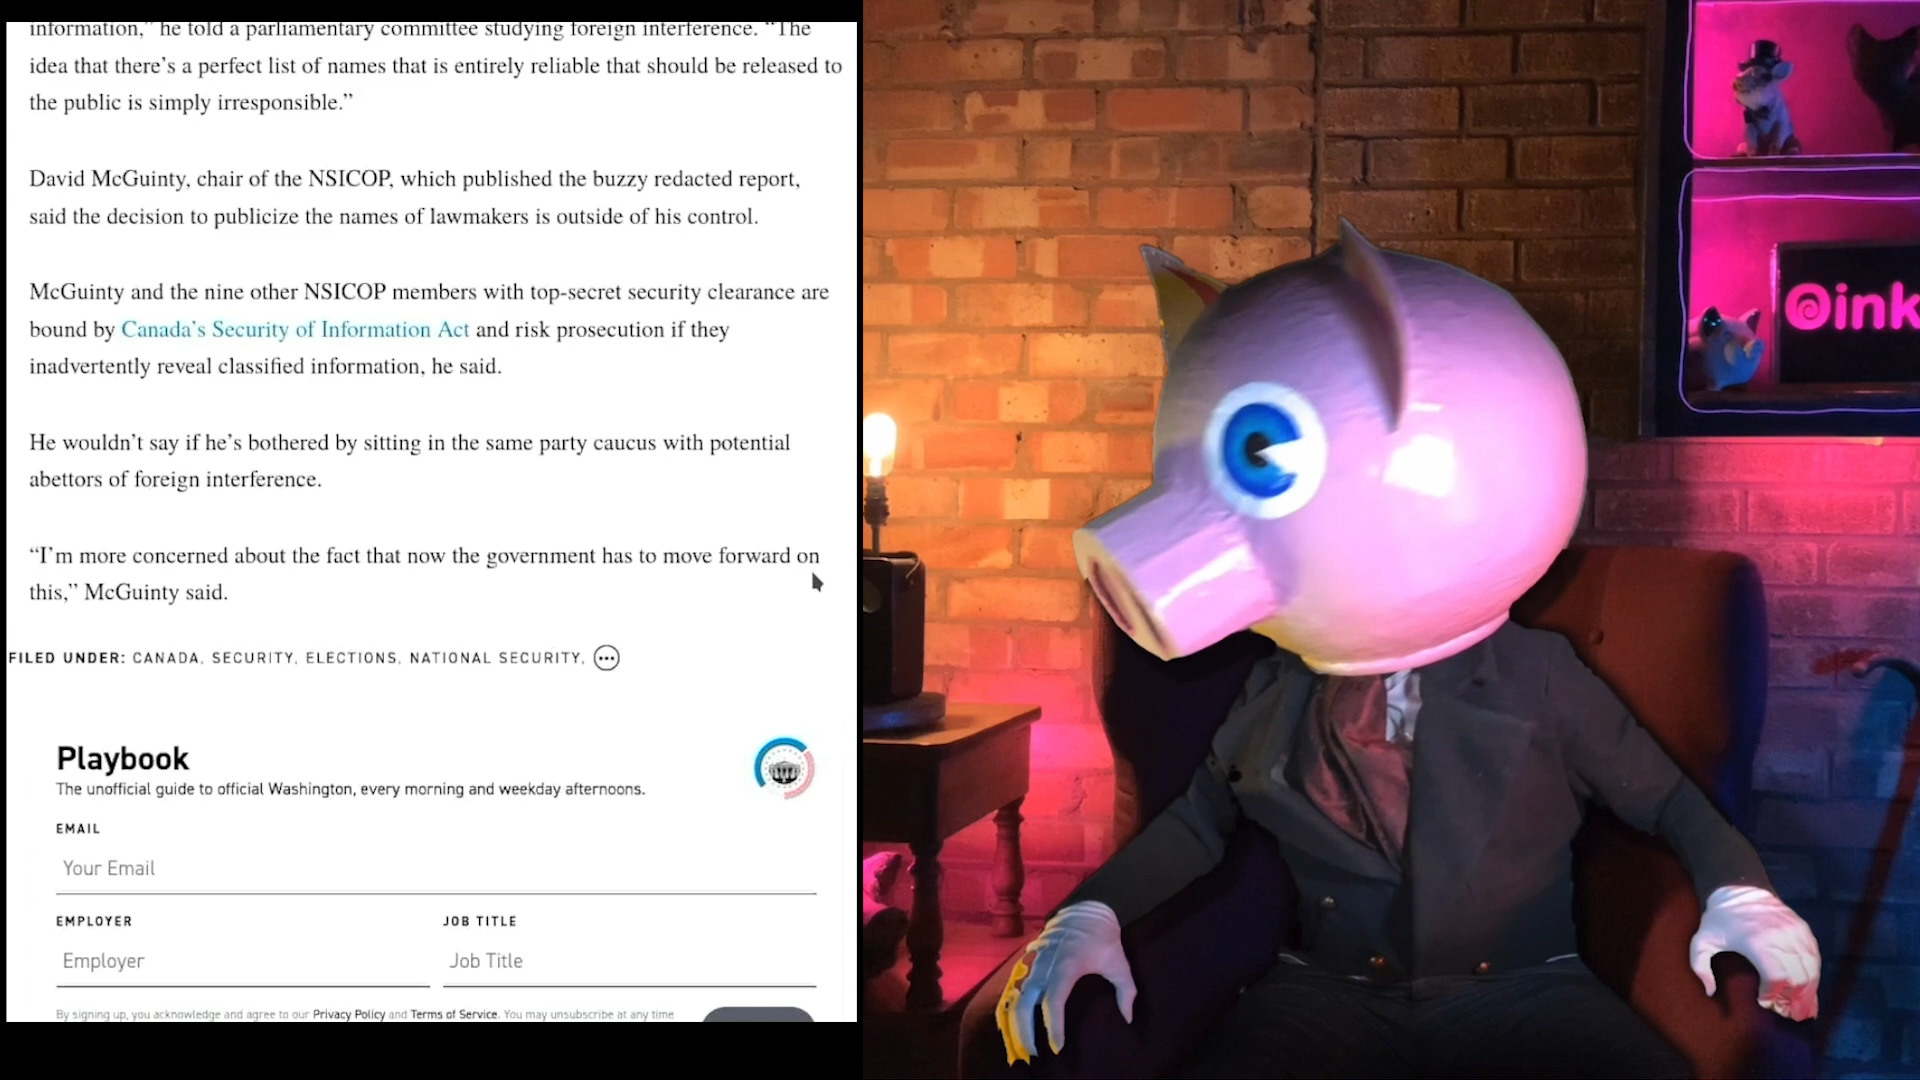 information,” he told a parliamentary committee studying foreign interference. “The
idea that there’s a perfect list of names that is entirely reliable that should be released to
the public is simply irresponsible.”
David McGuinty, chair of the NSICOP, which published the buzzy redacted report,
said the decision to publicize the names of lawmakers is outside of his control.
McGuinty and the nine other NSICOP members with top-secret security clearance are
bound by Canada’s Security of Information Act and risk prosecution if they
inadvertently reveal classified information, he said.
He wouldn’t say if he’s bothered by sitting in the same party caucus with potential
abettors of foreign interference.
“I’m more concerned about the fact that now the government has to move forward on
this,” McGuinty said.
FILED UNDER: CANADA, SECURITY, ELECTIONS, NATIONAL SECURITY,
Playbook
The unofficial guide to official Washington, every morning and weekday afternoons.
EMAIL
Your Email
EMPLOYER
JOB TITLE
Employer
Job Title
By signing up, you acknowledge and agree to our Privacy Policy and Terms of Service. You may unsubscribe at any time
Oink